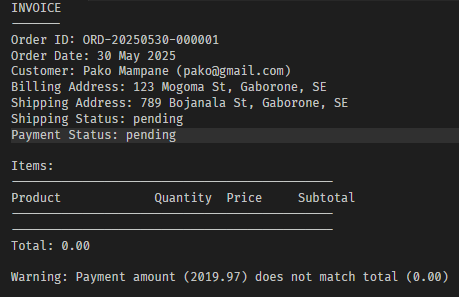 INVOICE
Order ID: ORD-20250530-000001
Order Date: 30 May 2025
Customer: Pako Mampane (pako@gmail.com)
Billing Address: 123 Mogoma St, Gaborone, SE
Shipping Address: 789 Bojanala St, Gaborone, SE
Shipping Status: pending
Payment Status: pending
Items:
Product Quantity Price Subtotal
Total: 0.00
Warning: Payment amount (2019.97) does not match total (0.00)